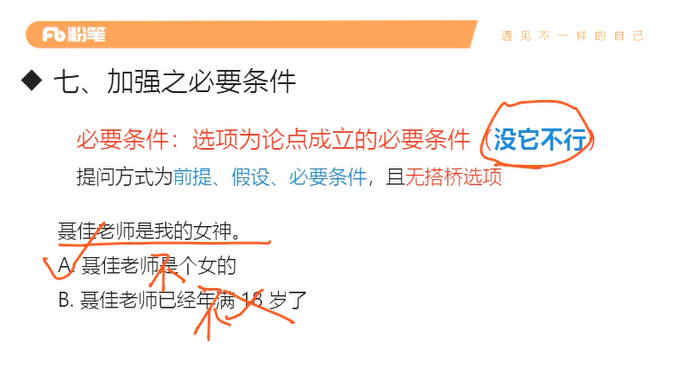 Fb粉笔
遇见不一样的自己
七、加强之必要条件
必要条件：选项为论点成立的必要条件（没它不行）
提问方式为前提、假设、必要条件，且无搭桥选项
聂佳老师是我的女神。
A. 聂佳老师是个女的
不
B. 聂佳老师已经年满 18 岁了
不